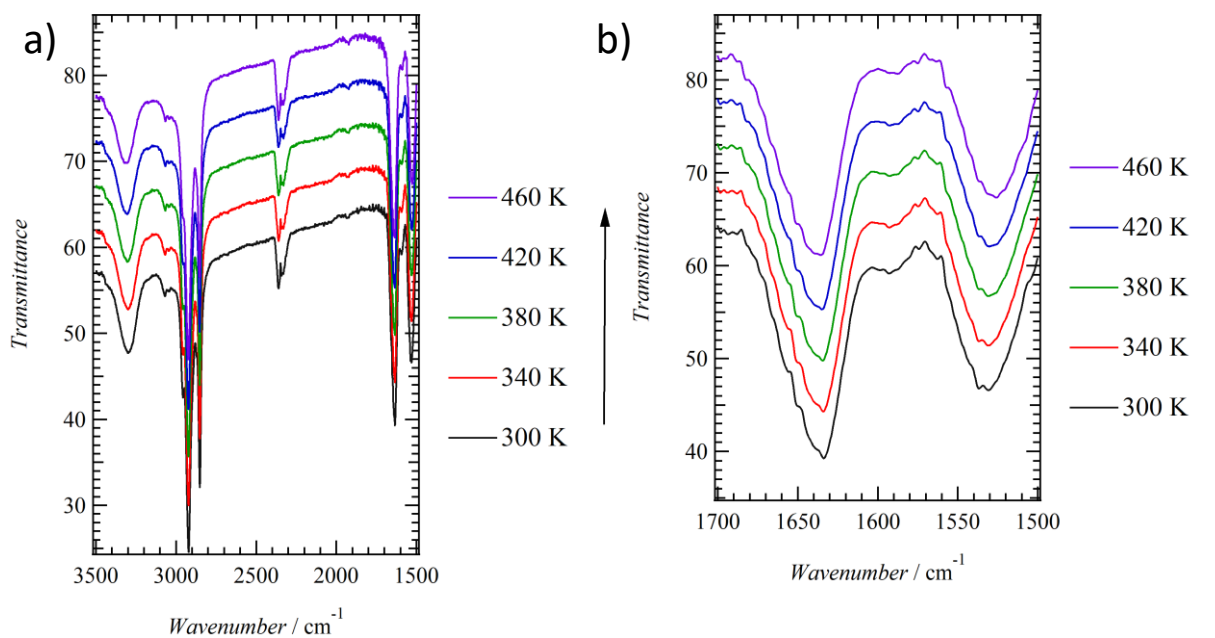 a)
80
70
60
50
40
30
Transmittance
3500 3000 2500 2000 1500
Wavenumber / cm-1
460 K
420 K
380 K
340 K
300 K
b)
80
70
60
50
40
Transmittance
1700 1650 1600 1550 1500
Wavenumber / cm-1
460 K
420 K
380 K
340 K
300 K